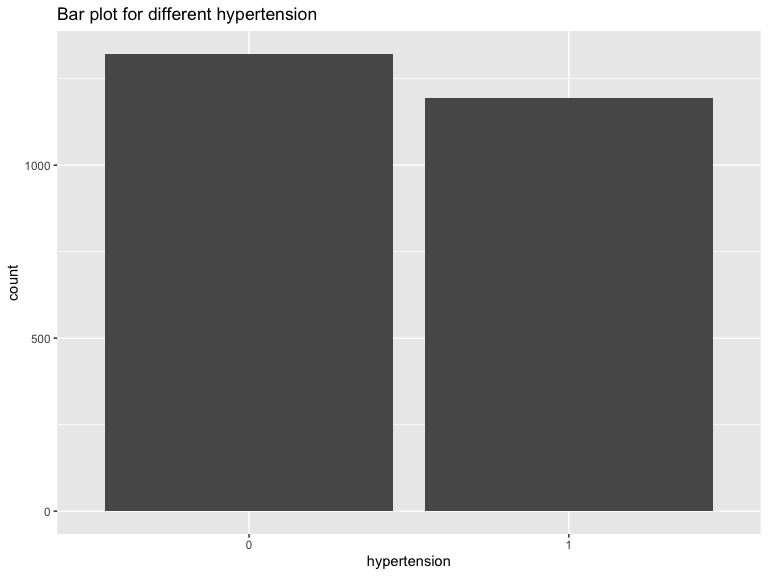 Bar plot for different hypertension
1000
500
0
count
0 1
hypertension